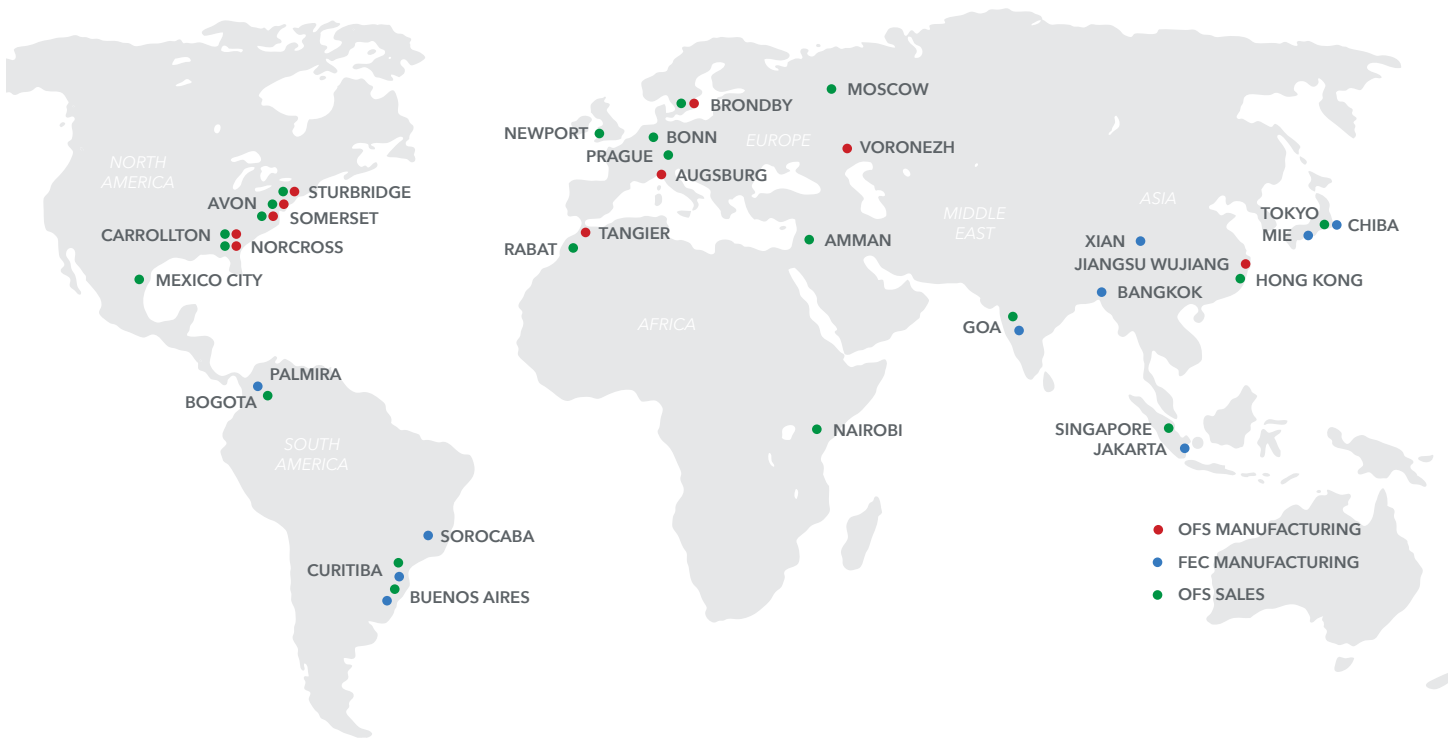 MOSCOW
BRONDBY
NEWPORT
BONN
EUROPE
VORONEZH
PRAGUE
AUGSBURG
NORTH
AMERICA
STURBRIDGE
AVON
SOMERSET
CARROLLTON
NORCROSS
MEXICO CITY
TANGIER
RABAT
AMMAN
MIDDLE
EAST
ASIA
TOKYO
CHIBA
MIE
XIAN
JIANGSU WUJIANG
HONG KONG
BANGKOK
GOA
AFRICA
PALMIRA
BOGOTA
SOUTH
AMERICA
NAIROBI
SINGAPORE
JAKARTA
SOROCABA
CURITIBA
BUENOS AIRES
OFS MANUFACTURING
FEC MANUFACTURING
OFS SALES